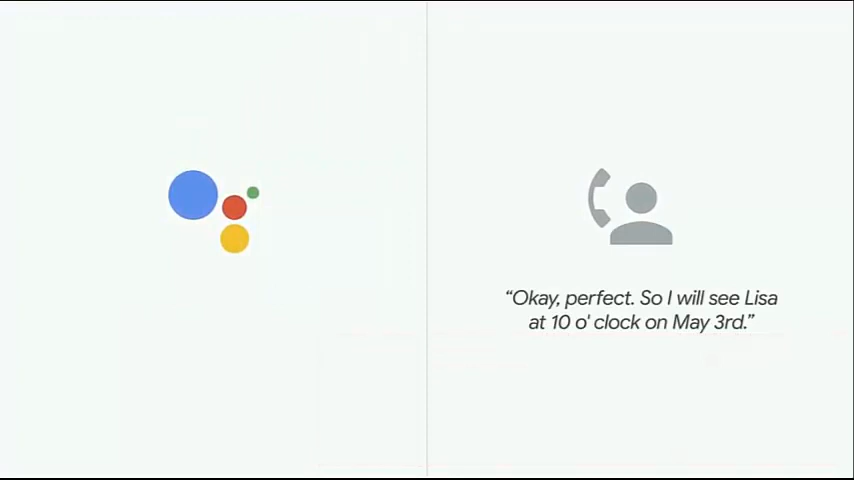 “Okay, perfect. So I will see Lisa
at 10 o' clock on May 3rd.”